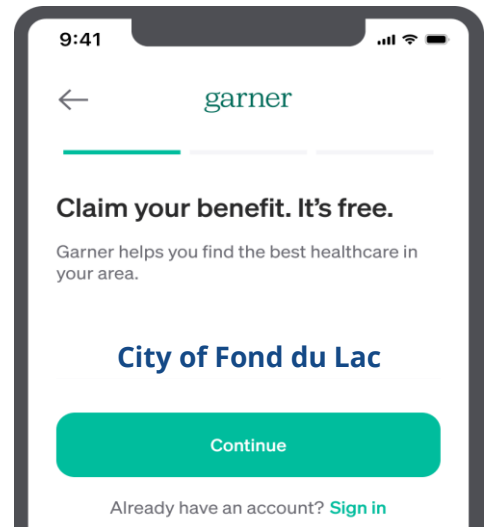 9:41
garner
Claim your benefit. It's free.
Garner helps you find the best healthcare in
your area.
City of Fond du Lac
Continue
Already have an account? Sign in